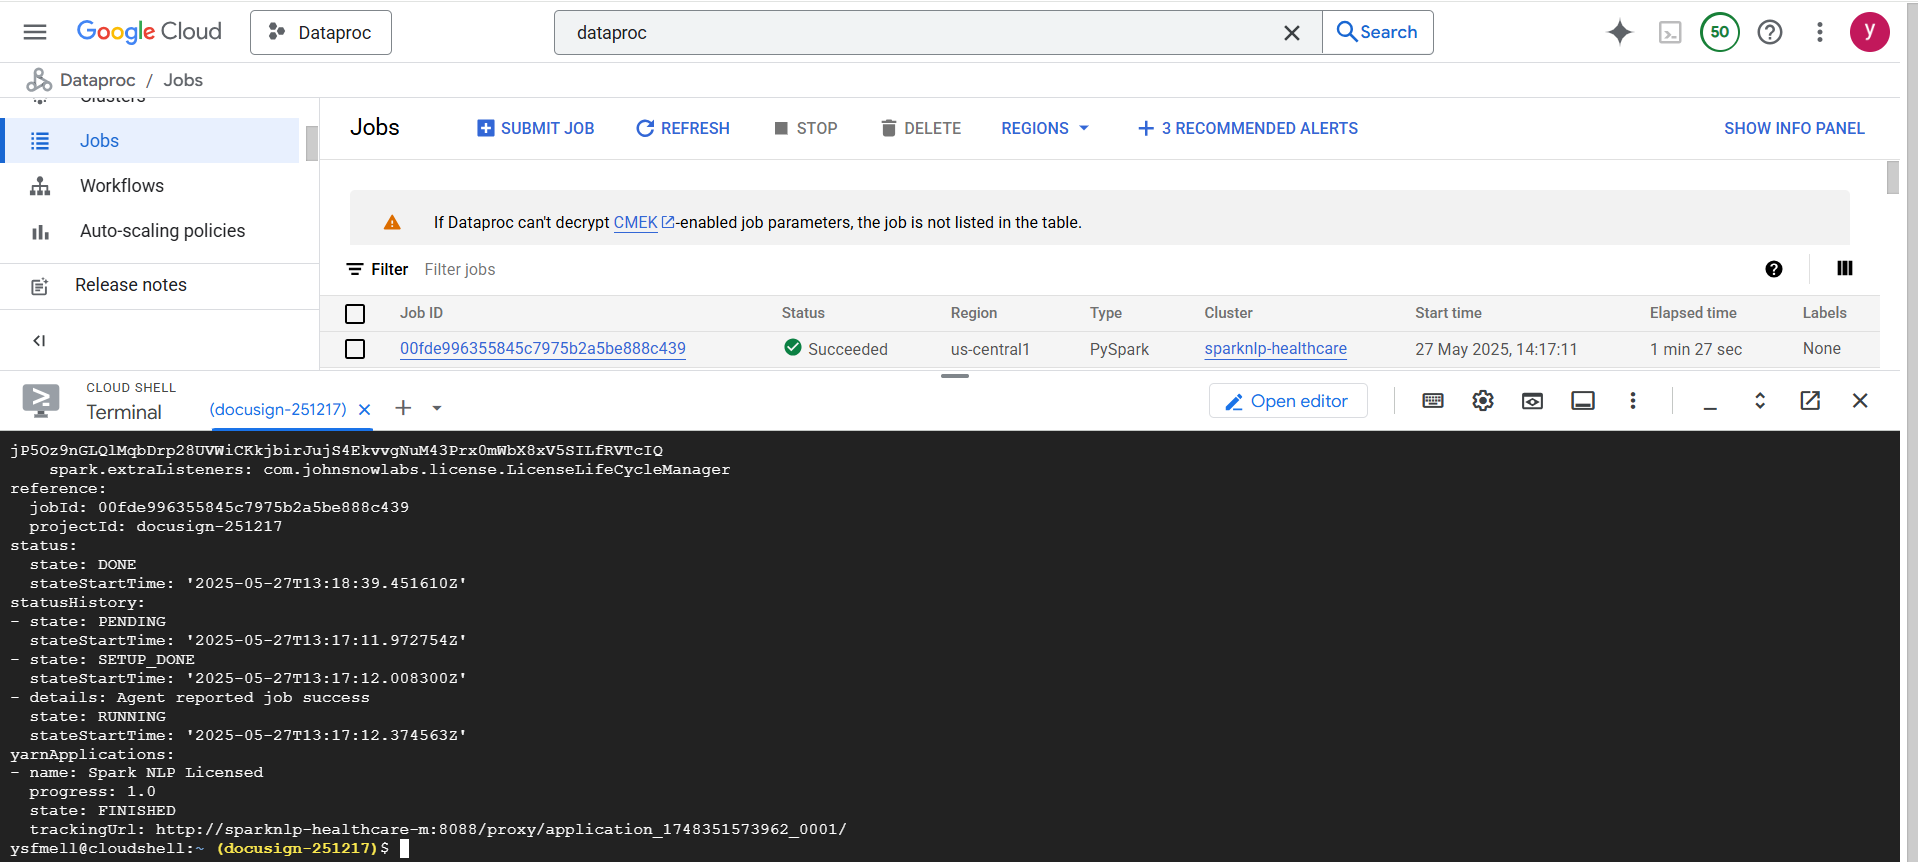 Google Cloud
Dataproc
dataproc
Search
50
y
Dataproc / Jobs
Clusters
Jobs
Workflows
Auto-scaling policies
Release notes
Jobs
SUBMIT JOB
REFRESH
STOP
DELETE
REGIONS
3 RECOMMENDED ALERTS
SHOW INFO PANEL
If Dataproc can't decrypt CMEK -enabled job parameters, the job is not listed in the table.
Filter Filter jobs
Job ID Status Region Type Cluster Start time Elapsed time Labels
00fde996355845c7975b2a5be888c439 Succeeded us-central1 PySpark sparknlp-healthcare 27 May 2025, 14:17:11 1 min 27 sec None
CLOUD SHELL
Terminal
(docusign-251217)
Open editor
jP5Oz9nGLQlMqbDrp28UVWiCKkjbirJujS4EkvvgNuM43Prx0mWbX8xV5SILfRVTcIQ
spark.extraListeners: com.johnsnowlabs.license.LicenseLifeCycleManager
reference:
jobId: 00fde996355845c7975b2a5be888c439
projectId: docusign-251217
status:
state: DONE
stateStartTime: '2025-05-27T13:18:39.451610Z'
statusHistory:
- state: PENDING
stateStartTime: '2025-05-27T13:17:11.972754Z'
- state: SETUP_DONE
stateStartTime: '2025-05-27T13:17:12.008300Z'
- details: Agent reported job success
state: RUNNING
stateStartTime: '2025-05-27T13:17:12.374563Z'
yarnApplications:
- name: Spark NLP Licensed
progress: 1.0
state: FINISHED
trackingUrl: http://sparknlp-healthcare-m:8088/proxy/application_1748351573962_0001/
ysfmell@cloudshell:~ (docusign-251217)$